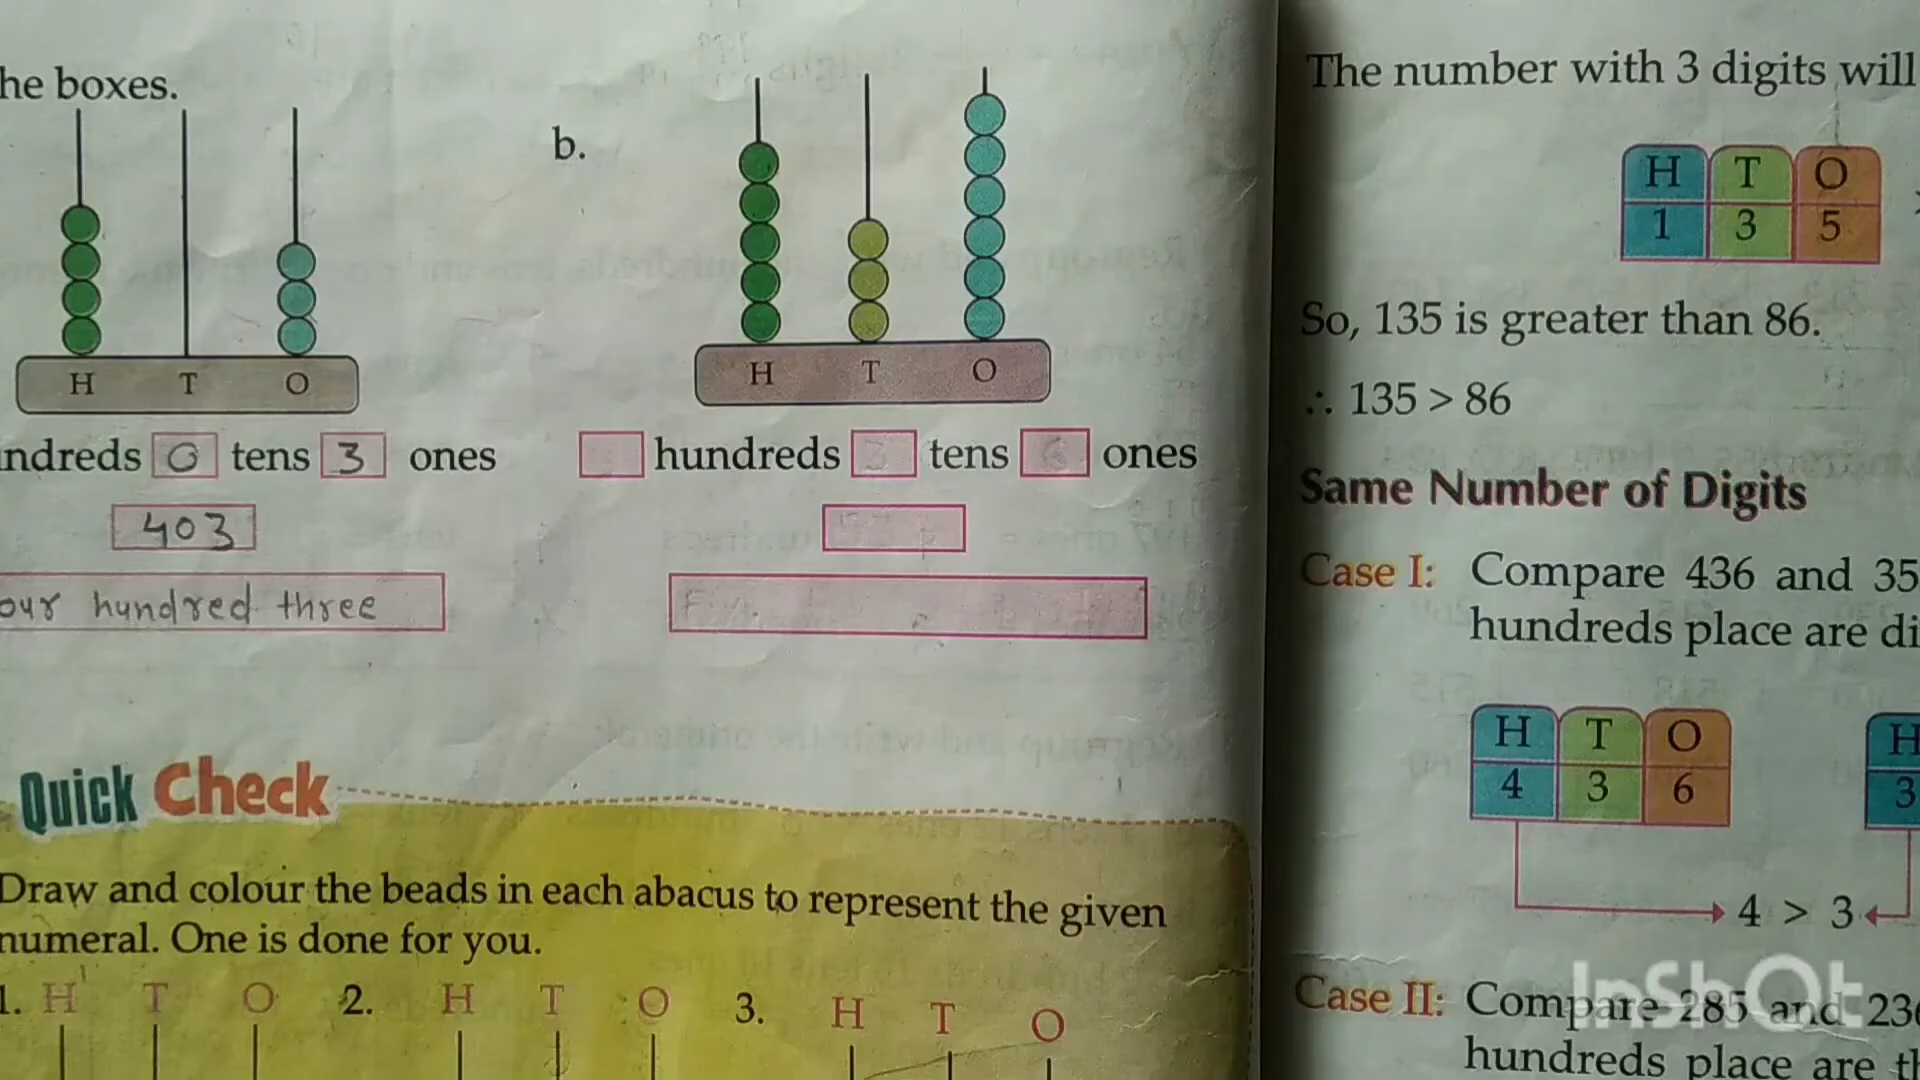 he boxes.
b.
H T O
H T O
ndreds 0 tens 3 ones
hundreds 3 tens ones
403
our hundred three
Quick Check
Draw and colour the beads in each abacus to represent the given
numeral. One is done for you.
1. H T O 2. H T O 3. H T O
The number with 3 digits will
H T O
1 3 5
So, 135 is greater than 86.
∴ 135 > 86
Same Number of Digits
Case I: Compare 436 and 35
hundreds place are di
H T O H
4 3 6 3
4 > 3
Case II: Compare 285 and 236
hundreds place are th
InShOt